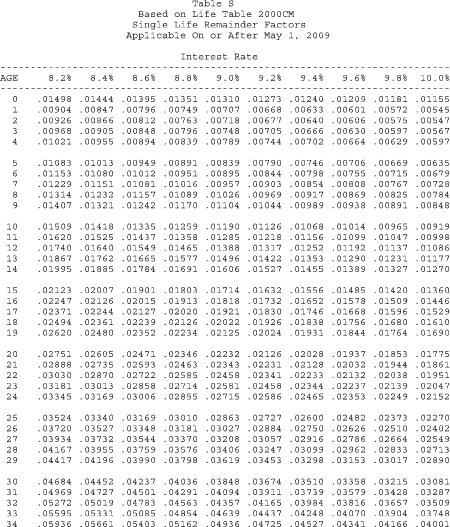 Table S
Based on Life Table 2000CM
Single Life Remainder Factors
Applicable On or After May 1, 2009
Interest Rate
AGE 8.2% 8.4% 8.6% 8.8% 9.0% 9.2% 9.4% 9.6% 9.8% 10.0%
0 .01498 .01444 .01395 .01351 .01310 .01273 .01240 .01209 .01181 .01155
1 .00904 .00847 .00796 .00749 .00707 .00668 .00633 .00601 .00572 .00545
2 .00926 .00866 .00812 .00763 .00718 .00677 .00640 .00606 .00575 .00547
3 .00968 .00905 .00848 .00796 .00748 .00705 .00666 .00630 .00597 .00567
4 .01021 .00955 .00894 .00839 .00789 .00744 .00702 .00664 .00629 .00597
5 .01083 .01013 .00949 .00891 .00839 .00790 .00746 .00706 .00669 .00635
6 .01153 .01080 .01012 .00951 .00895 .00844 .00798 .00755 .00715 .00679
7 .01229 .01151 .01081 .01016 .00957 .00903 .00854 .00808 .00767 .00728
8 .01314 .01232 .01157 .01089 .01026 .00969 .00917 .00869 .00825 .00784
9 .01407 .01321 .01242 .01170 .01104 .01044 .00989 .00938 .00891 .00848
10 .01509 .01418 .01335 .01259 .01190 .01126 .01068 .01014 .00965 .00919
11 .01620 .01525 .01437 .01358 .01285 .01218 .01156 .01099 .01047 .00998
12 .01740 .01640 .01549 .01465 .01388 .01317 .01252 .01192 .01137 .01086
13 .01867 .01762 .01665 .01577 .01496 .01422 .01353 .01290 .01231 .01177
14 .01995 .01885 .01784 .01691 .01606 .01527 .01455 .01389 .01327 .01270
15 .02123 .02007 .01901 .01803 .01714 .01632 .01556 .01485 .01420 .01360
16 .02247 .02126 .02015 .01913 .01818 .01732 .01652 .01578 .01509 .01446
17 .02371 .02244 .02127 .02020 .01921 .01830 .01746 .01668 .01596 .01529
18 .02494 .02361 .02239 .02126 .02022 .01926 .01838 .01756 .01680 .01610
19 .02620 .02480 .02352 .02234 .02125 .02024 .01931 .01844 .01764 .01690
20 .02751 .02605 .02471 .02346 .02232 .02126 .02028 .01937 .01853 .01775
21 .02888 .02735 .02593 .02463 .02343 .02231 .02128 .02032 .01944 .01861
22 .03030 .02870 .02722 .02585 .02458 .02341 .02233 .02132 .02038 .01951
23 .03181 .03013 .02858 .02714 .02581 .02458 .02344 .02237 .02139 .02047
24 .03345 .03169 .03006 .02855 .02715 .02586 .02465 .02353 .02249 .02152
25 .03524 .03340 .03169 .03010 .02863 .02727 .02600 .02482 .02373 .02270
26 .03720 .03527 .03348 .03181 .03027 .02884 .02750 .02626 .02510 .02402
27 .03934 .03732 .03544 .03370 .03208 .03057 .02916 .02786 .02664 .02549
28 .04167 .03955 .03759 .03576 .03406 .03247 .03099 .02962 .02833 .02713
29 .04417 .04196 .03990 .03798 .03619 .03453 .03298 .03153 .03017 .02890
30 .04684 .04452 .04237 .04036 .03848 .03674 .03510 .03358 .03215 .03081
31 .04969 .04727 .04501 .04291 .04094 .03911 .03739 .03579 .03428 .03287
32 .05272 .05019 .04783 .04563 .04357 .04165 .03984 .03816 .03657 .03509
33 .05595 .05331 .05085 .04854 .04639 .04437 .04248 .04070 .03904 .03748
34 .05936 .05661 .05403 .05162 .04936 .04725 .04527 .04341 .04166 .04001